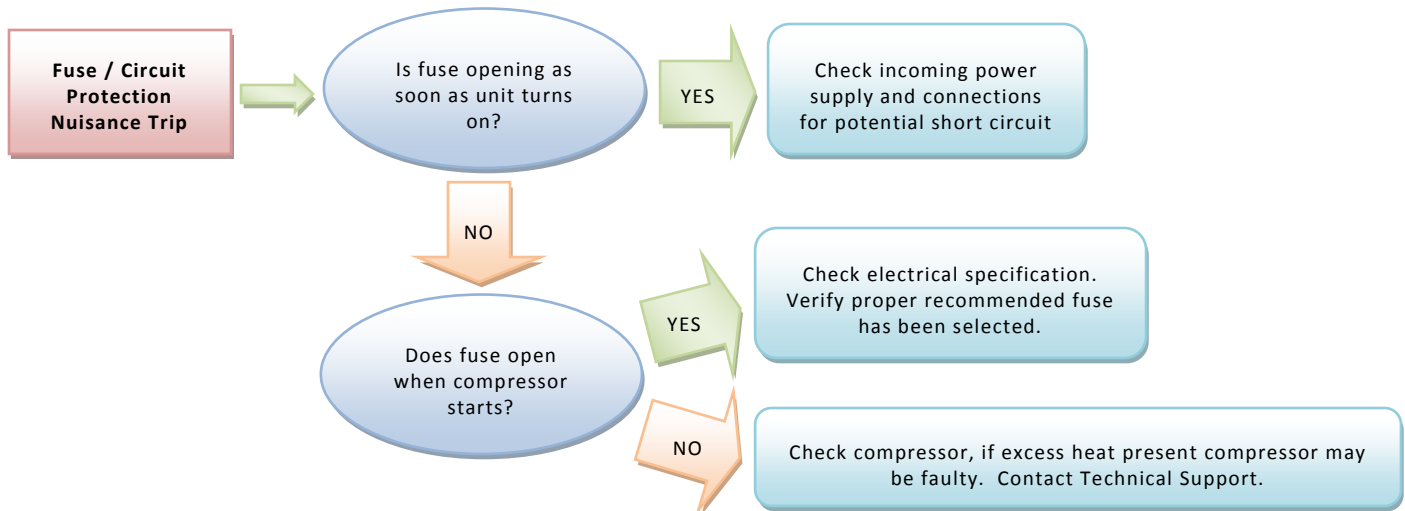 Fuse / Circuit
Protection
Nuisance Trip
Is fuse opening as
soon as unit turns
on?
YES
Check incoming power
supply and connections
for potential short circuit
NO
Does fuse open
when compressor
starts?
YES
Check electrical specification.
Verify proper recommended fuse
has been selected.
NO
Check compressor, if excess heat present compressor may
be faulty.  Contact Technical Support.